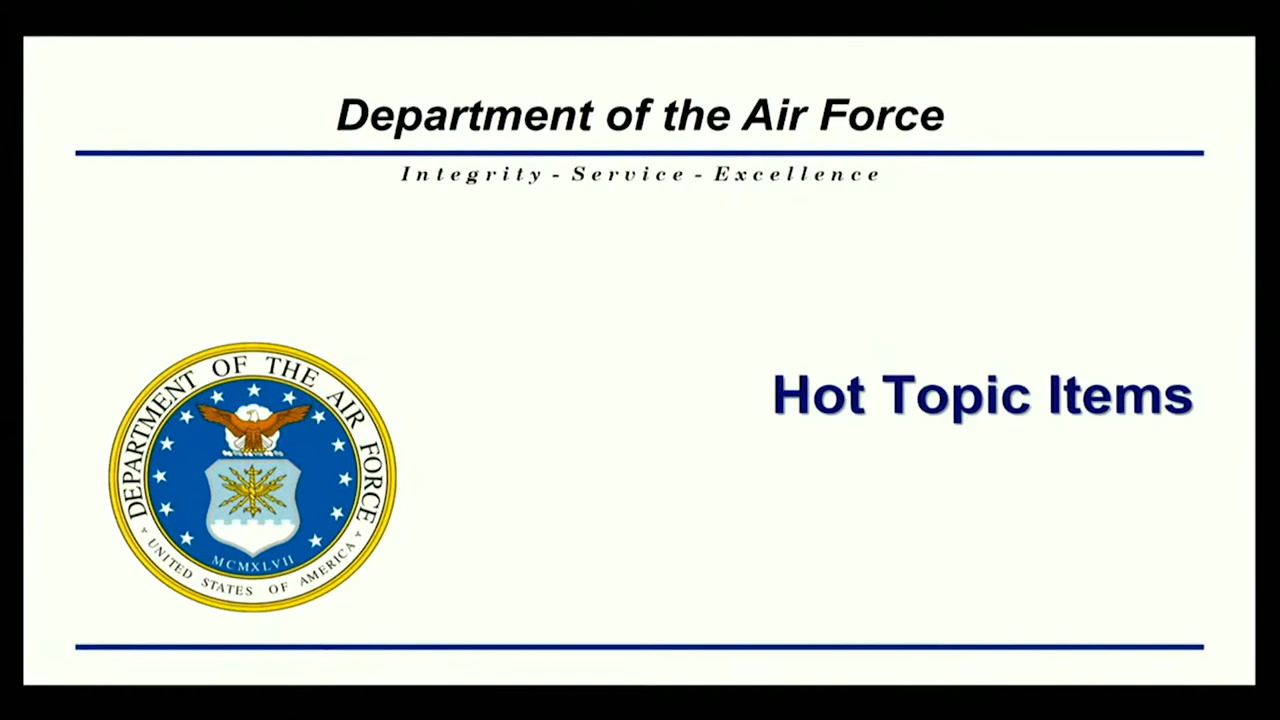 Department of the Air Force
Integrity - Service - Excellence
Hot Topic Items
DEPARTMENT OF THE AIR FORCE
MCMXLVII
UNITED STATES OF AMERICA